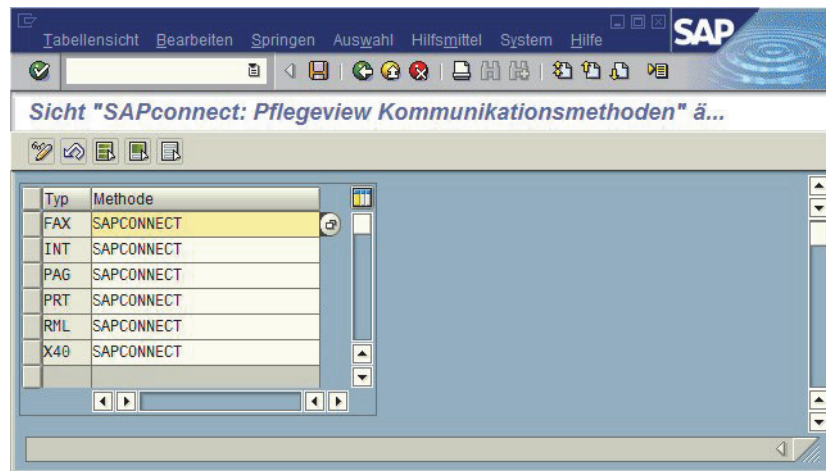 Tabellensicht Bearbeiten Springen Auswahl Hilfsmittel System Hilfe
SAP
Sicht "SAPconnect: Pflegeview Kommunikationsmethoden" ä...
Typ Methode
FAX SAPCONNECT
INT SAPCONNECT
PAG SAPCONNECT
PRT SAPCONNECT
RML SAPCONNECT
X40 SAPCONNECT